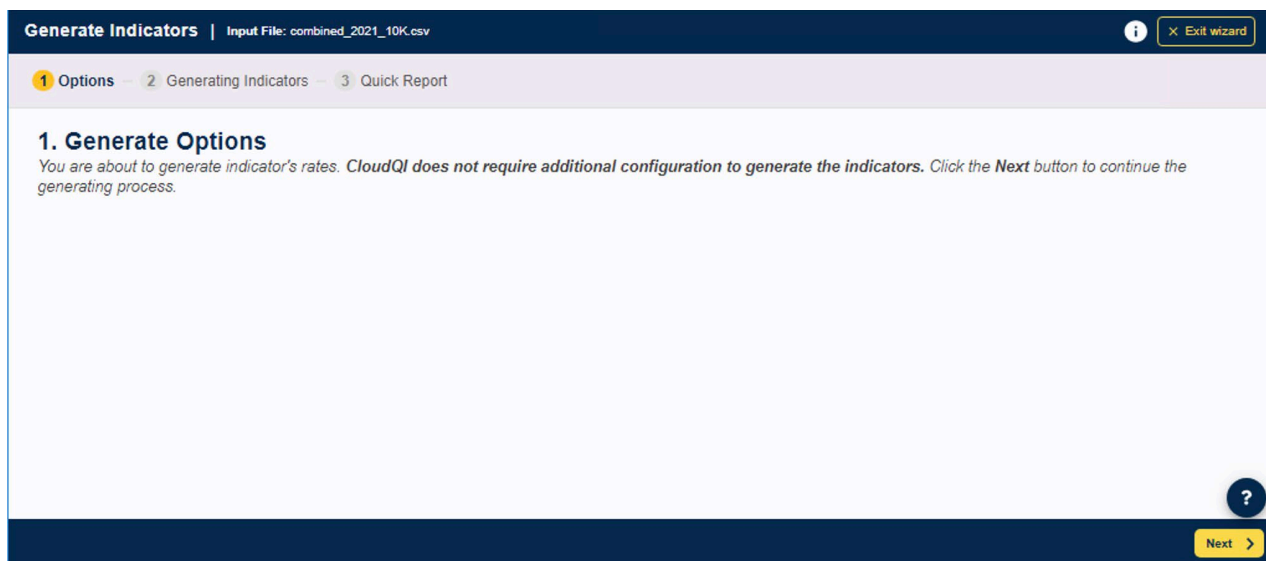 Generate Indicators | Input File: combined_2021_10K.csv
i × Exit wizard
1 Options – 2 Generating Indicators – 3 Quick Report
1. Generate Options
You are about to generate indicator's rates. CloudQI does not require additional configuration to generate the indicators. Click the Next button to continue the
generating process.
?
Next >